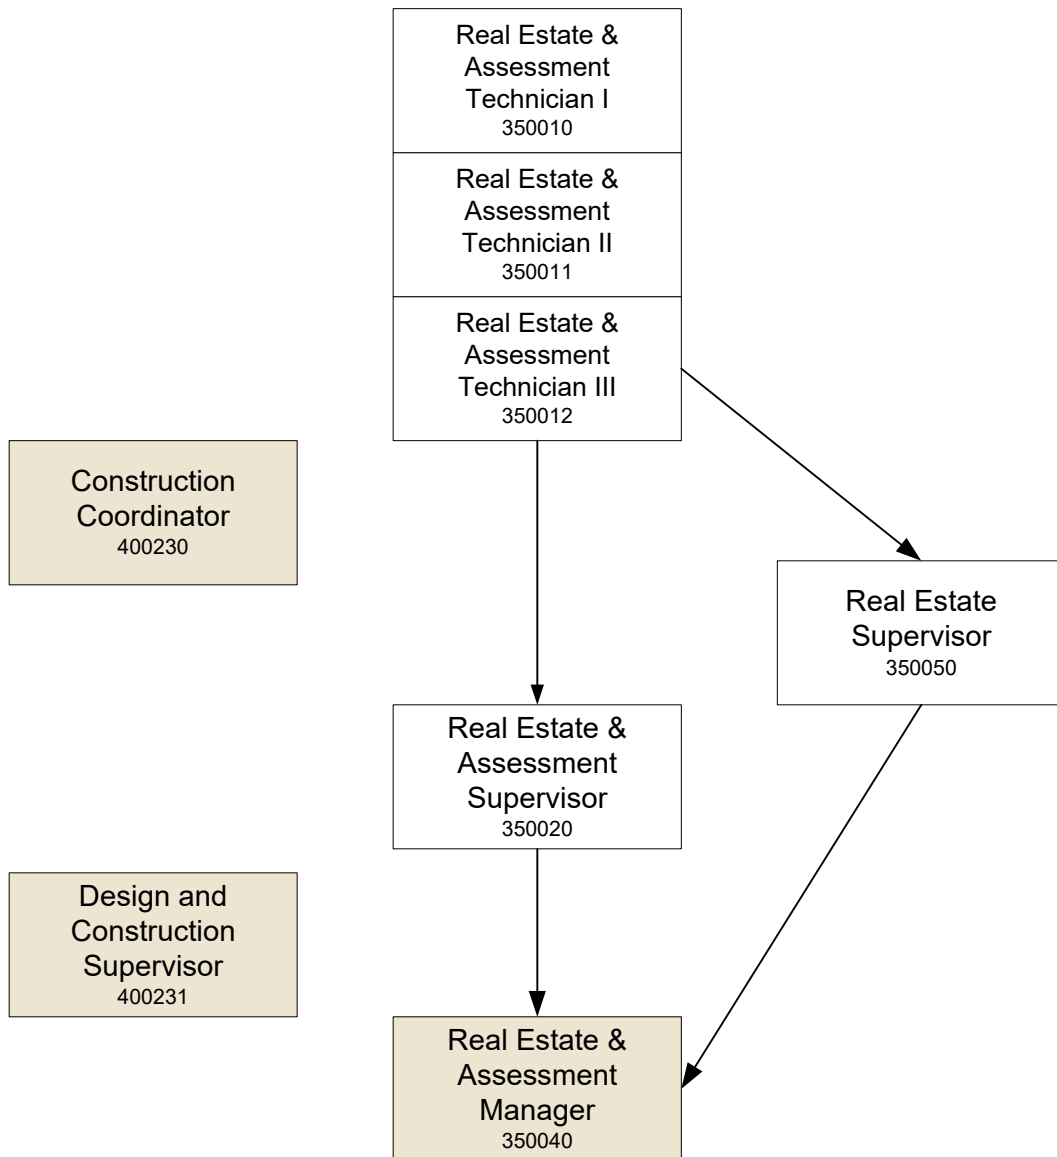 Real Estate &
Assessment
Technician I
350010
Real Estate &
Assessment
Technician II
350011
Real Estate &
Assessment
Technician III
350012
Construction
Coordinator
400230
Real Estate
Supervisor
350050
Real Estate &
Assessment
Supervisor
350020
Design and
Construction
Supervisor
400231
Real Estate &
Assessment
Manager
350040